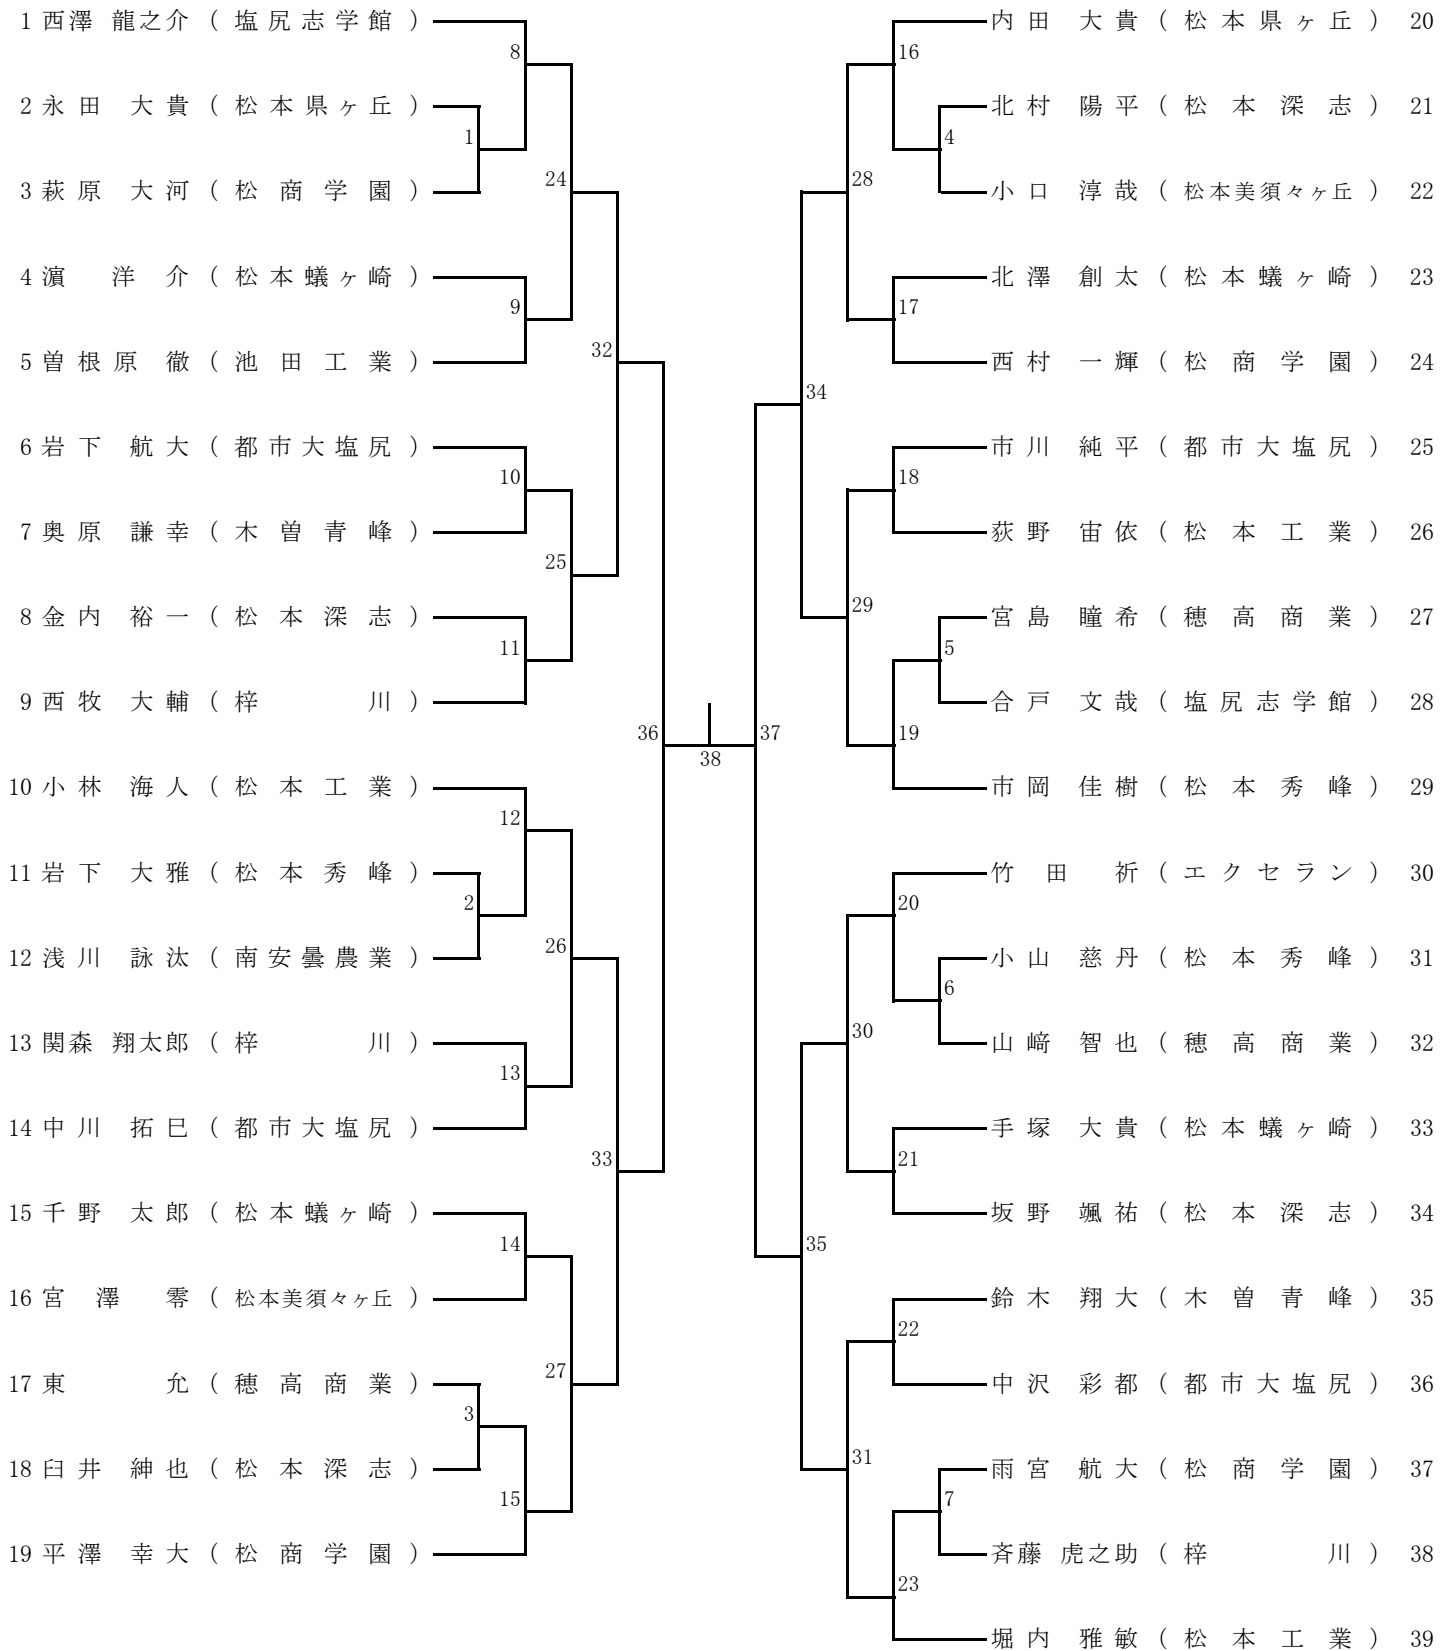 1 西澤 龍之介 ( 塩尻志学館 )
8
2 永田 大貴 ( 松本県ヶ丘 )
1
3 萩原 大河 ( 松商学園 )
24
4 濵 洋介 ( 松本蟻ヶ崎 )
9
5 曽根原 徹 ( 池田工業 )
32
6 岩下 航大 ( 都市大塩尻 )
10
7 奥原 謙幸 ( 木曽青峰 )
25
8 金内 裕一 ( 松本深志 )
11
9 西牧 大輔 ( 梓川 )
36
38
10 小林 海人 ( 松本工業 )
12
11 岩下 大雅 ( 松本秀峰 )
2
12 浅川 詠汰 ( 南安曇農業 )
26
13 関森 翔太郎 ( 梓川 )
13
14 中川 拓巳 ( 都市大塩尻 )
33
15 千野 太郎 ( 松本蟻ヶ崎 )
14
16 宮澤 零 ( 松本美須々ヶ丘 )
27
17 東 允 ( 穂高商業 )
3
18 臼井 紳也 ( 松本深志 )
15
19 平澤 幸大 ( 松商学園 )
内田 大貴 ( 松本県ヶ丘 ) 20
16
北村 陽平 ( 松本深志 ) 21
4
小口 淳哉 ( 松本美須々ヶ丘 ) 22
28
北澤 創太 ( 松本蟻ヶ崎 ) 23
17
西村 一輝 ( 松商学園 ) 24
34
市川 純平 ( 都市大塩尻 ) 25
18
荻野 宙依 ( 松本工業 ) 26
29
宮島 瞳希 ( 穂高商業 ) 27
5
合戸 文哉 ( 塩尻志学館 ) 28
19
37
市岡 佳樹 ( 松本秀峰 ) 29
竹田 祈 ( エクセラン ) 30
20
小山 慈丹 ( 松本秀峰 ) 31
6
山﨑 智也 ( 穂高商業 ) 32
30
手塚 大貴 ( 松本蟻ヶ崎 ) 33
21
坂野 颯祐 ( 松本深志 ) 34
35
鈴木 翔大 ( 木曽青峰 ) 35
22
中沢 彩都 ( 都市大塩尻 ) 36
31
雨宮 航大 ( 松商学園 ) 37
7
斉藤 虎之助 ( 梓川 ) 38
23
堀内 雅敏 ( 松本工業 ) 39